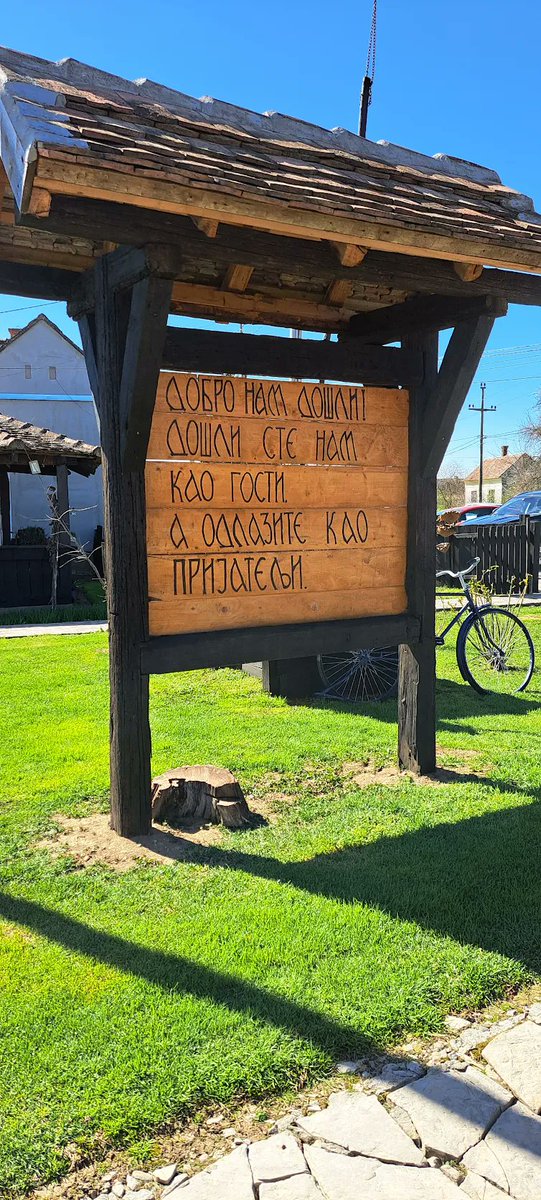 ДОБРО НАМ ДОШЛИ!
ДОШЛИ СТЕ НАМ
КАО ГОСТИ.
А ОДЛАЗИТЕ КАО
ПРИЈАТЕЉИ.